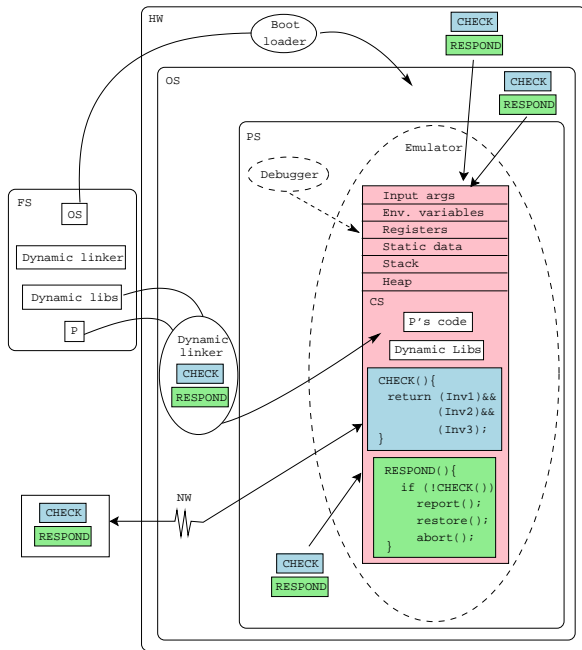 HW
Boot
loader
CHECK
RESPOND
OS
CHECK
RESPOND
PS
Emulator
Debugger
FS
OS
Dynamic linker
Dynamic libs
P
Input args
Env. variables
Registers
Static data
Stack
Heap
CS
P's code
Dynamic Libs
Dynamic
linker
CHECK
RESPOND
CHECK(){
return (Inv1)&&
(Inv2)&&
(Inv3);
}
RESPOND(){
if (!CHECK())
report();
restore();
abort();
}
NW
CHECK
RESPOND
CHECK
RESPOND